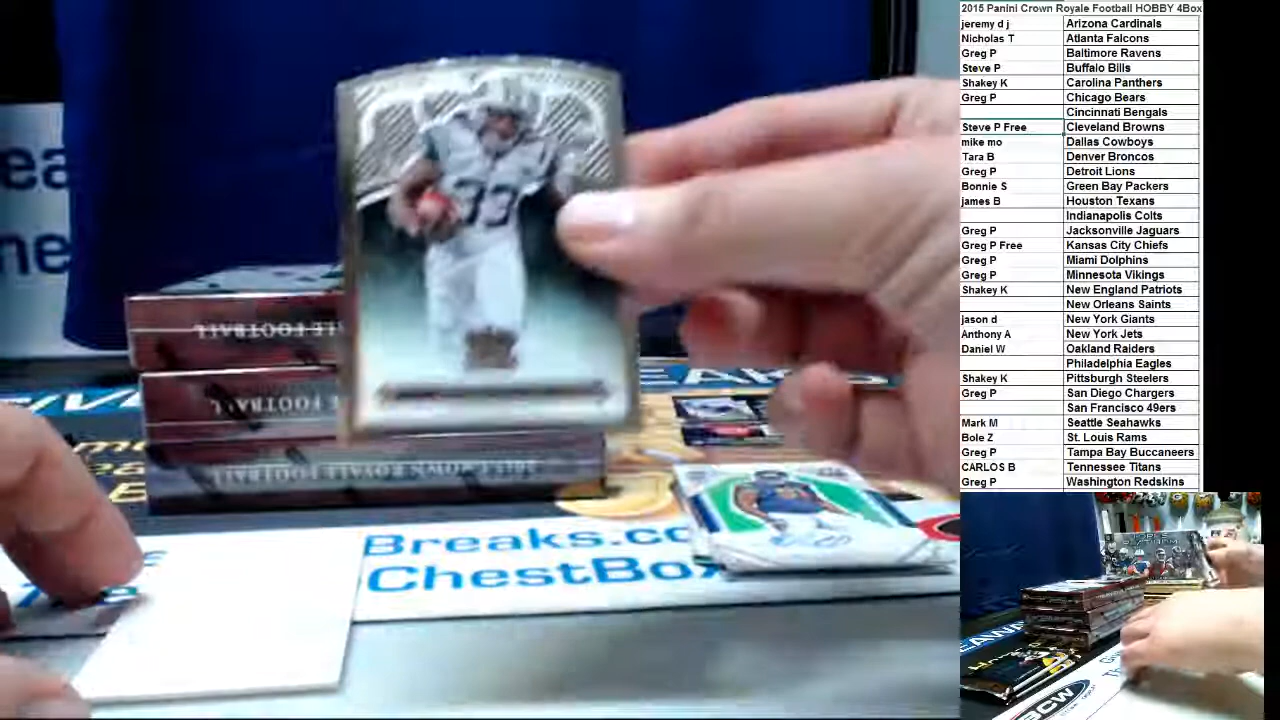 2015 Panini Crown Royale Football HOBBY 4Box
jeremy d j Arizona Cardinals
Nicholas T Atlanta Falcons
Greg P Baltimore Ravens
Steve P Buffalo Bills
Shakey K Carolina Panthers
Greg P Chicago Bears
Cincinnati Bengals
Steve P Free Cleveland Browns
mike mo Dallas Cowboys
Tara B Denver Broncos
Greg P Detroit Lions
Bonnie S Green Bay Packers
james B Houston Texans
Indianapolis Colts
Greg P Jacksonville Jaguars
Greg P Free Kansas City Chiefs
Greg P Miami Dolphins
Greg P Minnesota Vikings
Shakey K New England Patriots
New Orleans Saints
jason d New York Giants
Anthony A New York Jets
Daniel W Oakland Raiders
Philadelphia Eagles
Shakey K Pittsburgh Steelers
Greg P San Diego Chargers
San Francisco 49ers
Mark M Seattle Seahawks
Bole Z St. Louis Rams
Greg P Tampa Bay Buccaneers
CARLOS B Tennessee Titans
Greg P Washington Redskins
33
FOOTBALL
FOOTBALL
CROWN ROYALE FOOTBALL
Breaks.co
ChestBox
BCW